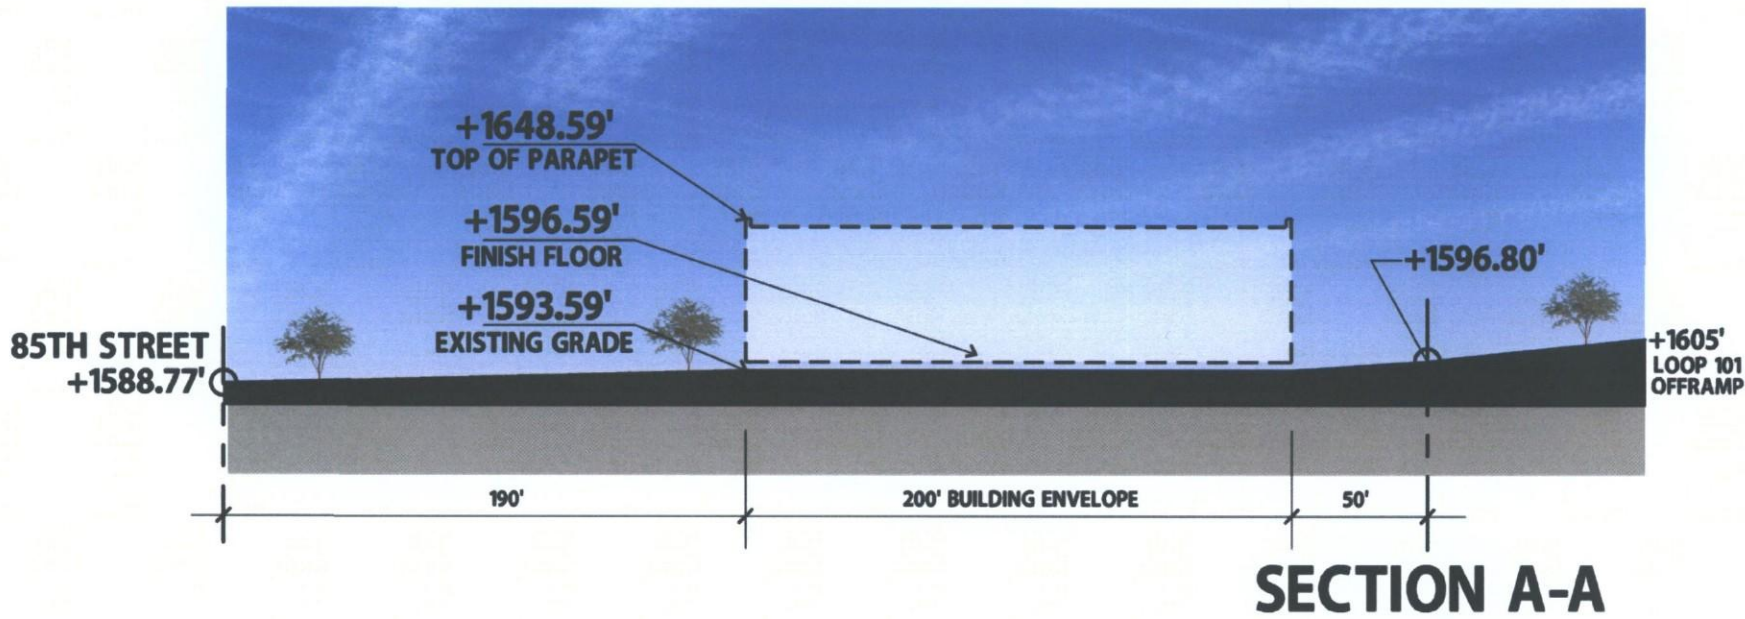 +1648.59'
TOP OF PARAPET
+1596.59'
FINISH FLOOR
+1593.59'
EXISTING GRADE
85TH STREET
+1588.77'
+1596.80'
+1605'
LOOP 101
OFFRAMP
190'
200' BUILDING ENVELOPE
50'
SECTION A-A